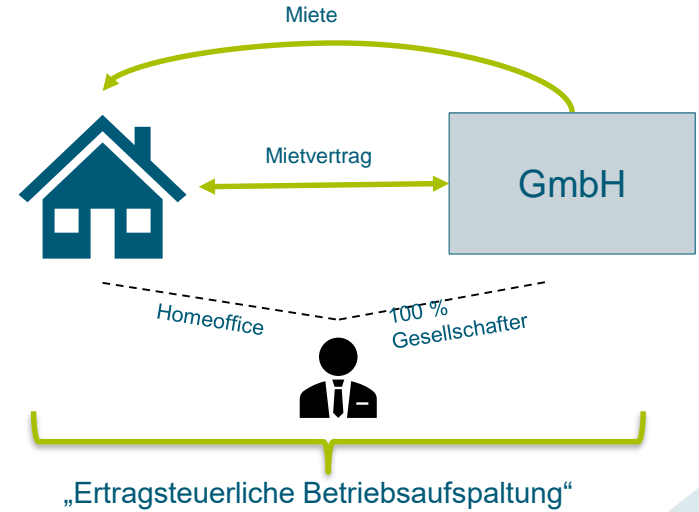 Miete
Mietvertrag
GmbH
Homeoffice
100 %
Gesellschafter
„Ertragsteuerliche Betriebsaufspaltung“